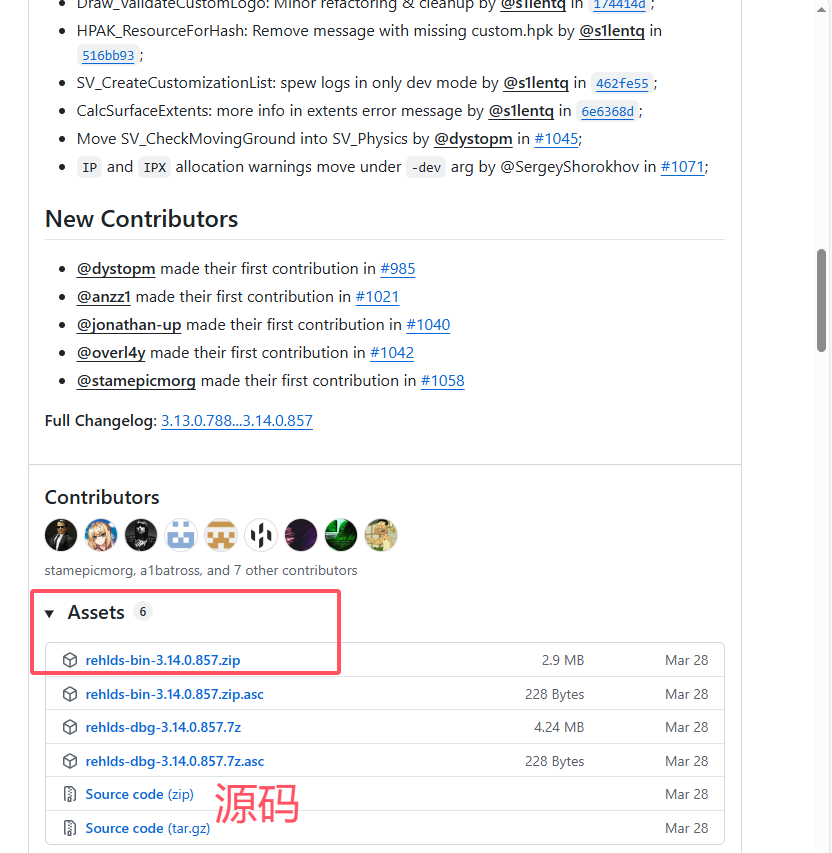 Draw_ValidateCustomLogo: Minor refactoring & cleanup by @s1lentq in 174414d ;
HPAK_ResourceForHash: Remove message with missing custom.hpk by @s1lentq in
516bb93 ;
SV_CreateCustomizationList: spew logs in only dev mode by @s1lentq in 462fe55 ;
CalcSurfaceExtents: more info in extents error message by @s1lentq in 6e6368d ;
Move SV_CheckMovingGround into SV_Physics by @dystopm in #1045;
IP and IPX allocation warnings move under -dev arg by @SergeyShorokhov in #1071;
New Contributors
@dystopm made their first contribution in #985
@anzz1 made their first contribution in #1021
@jonathan-up made their first contribution in #1040
@overl4y made their first contribution in #1042
@stamepicmorg made their first contribution in #1058
Full Changelog: 3.13.0.788...3.14.0.857
Contributors
stamepicmorg, a1batross, and 7 other contributors
Assets 6
rehlds-bin-3.14.0.857.zip 2.9 MB Mar 28
rehlds-bin-3.14.0.857.zip.asc 228 Bytes Mar 28
rehlds-dbg-3.14.0.857.7z 4.24 MB Mar 28
rehlds-dbg-3.14.0.857.7z.asc 228 Bytes Mar 28
Source code (zip) 源码 Mar 28
Source code (tar.gz) Mar 28